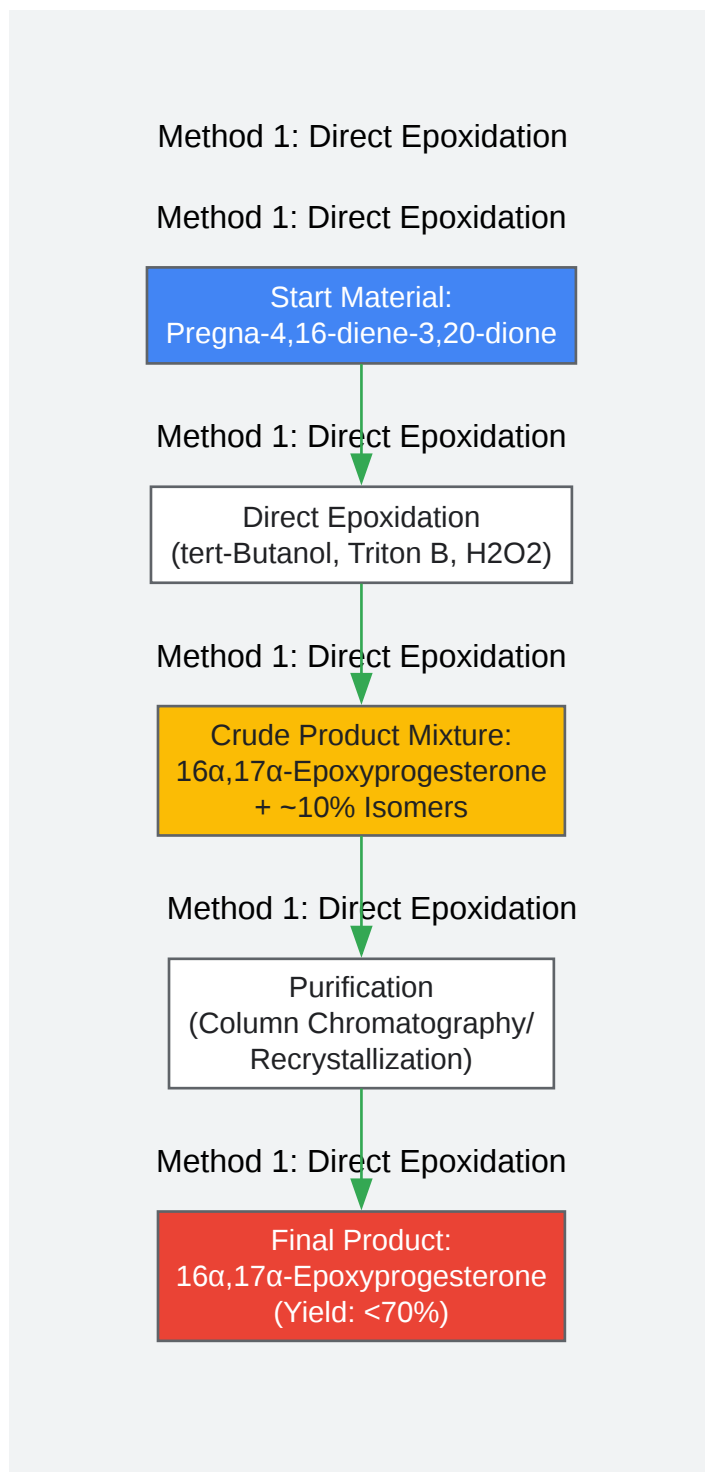 Method 1: Direct Epoxidation
Method 1: Direct Epoxidation
Start Material:
Pregna-4,16-diene-3,20-dione
Method 1: Direct Epoxidation
Direct Epoxidation
(tert-Butanol, Triton B, H2O2)
Method 1: Direct Epoxidation
Crude Product Mixture:
16α,17α-Epoxyprogesterone
+ ~10% Isomers
Method 1: Direct Epoxidation
Purification
(Column Chromatography/
Recrystallization)
Method 1: Direct Epoxidation
Final Product:
16α,17α-Epoxyprogesterone
(Yield: <70%)